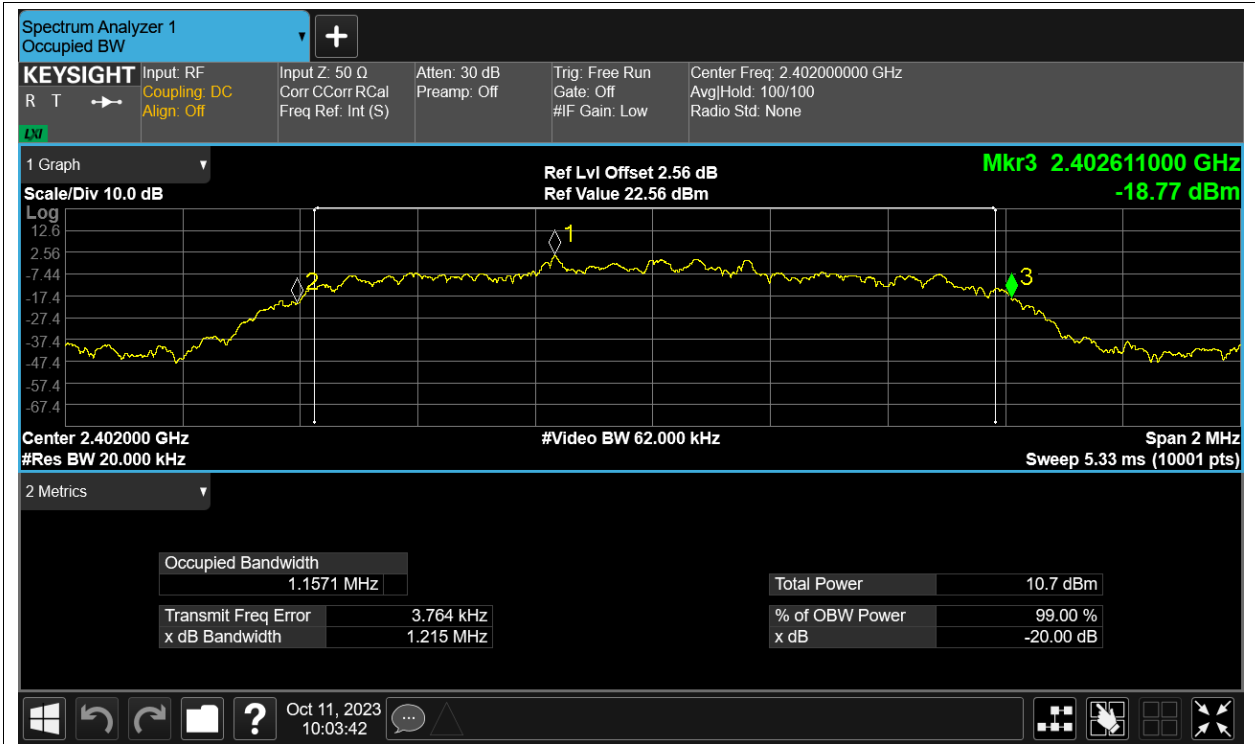 Spectrum Analyzer 1
Occupied BW
+
KEYSIGHT
R T
LXI
Input: RF
Coupling: DC
Align: Off
Input Z: 50 Ω
Corr CCorr RCal
Freq Ref: Int (S)
Atten: 30 dB
Preamp: Off
Trig: Free Run
Gate: Off
#IF Gain: Low
Center Freq: 2.402000000 GHz
Avg|Hold: 100/100
Radio Std: None
1 Graph
Scale/Div 10.0 dB
Ref Lvl Offset 2.56 dB
Ref Value 22.56 dBm
Mkr3 2.402611000 GHz
-18.77 dBm
Log
12.6
2.56
-7.44
-17.4
-27.4
-37.4
-47.4
-57.4
-67.4
1
2
3
Center 2.402000 GHz
#Video BW 62.000 kHz
Span 2 MHz
#Res BW 20.000 kHz
Sweep 5.33 ms (10001 pts)
2 Metrics
Occupied Bandwidth
1.1571 MHz
Total Power 10.7 dBm
Transmit Freq Error 3.764 kHz
% of OBW Power 99.00 %
x dB Bandwidth 1.215 MHz
x dB -20.00 dB
?
Oct 11, 2023
10:03:42